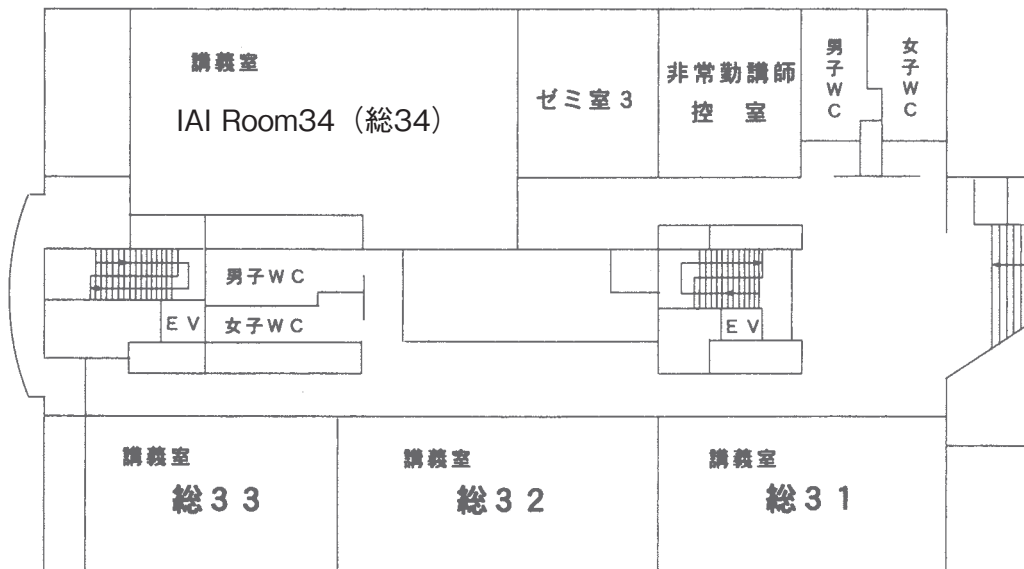 講義室
IAI Room34（総34）
ゼミ室３
非常勤講師
控　室
男子ＷＣ
女子ＷＣ
男子ＷＣ
女子ＷＣ
ＥＶ
ＥＶ
講義室
総３３
講義室
総３２
講義室
総３１